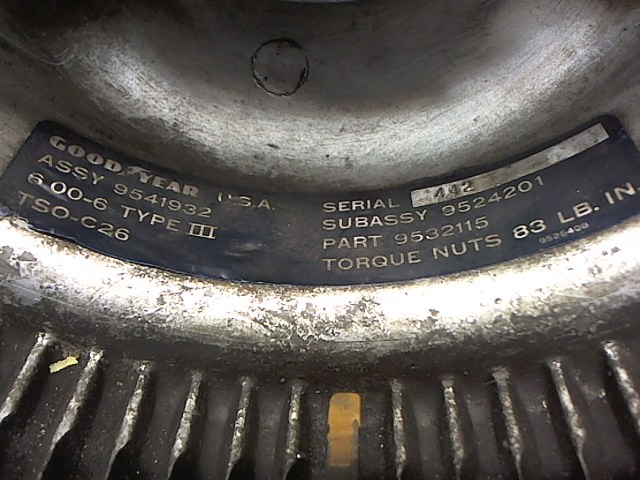 GOODYEAR U.S.A.
ASSY 9541932
6.00-6 TYPE III
TSO-C26
SERIAL 442
SUBASSY 9524201
PART 9532115
TORQUE NUTS 83 LB. IN
9525400